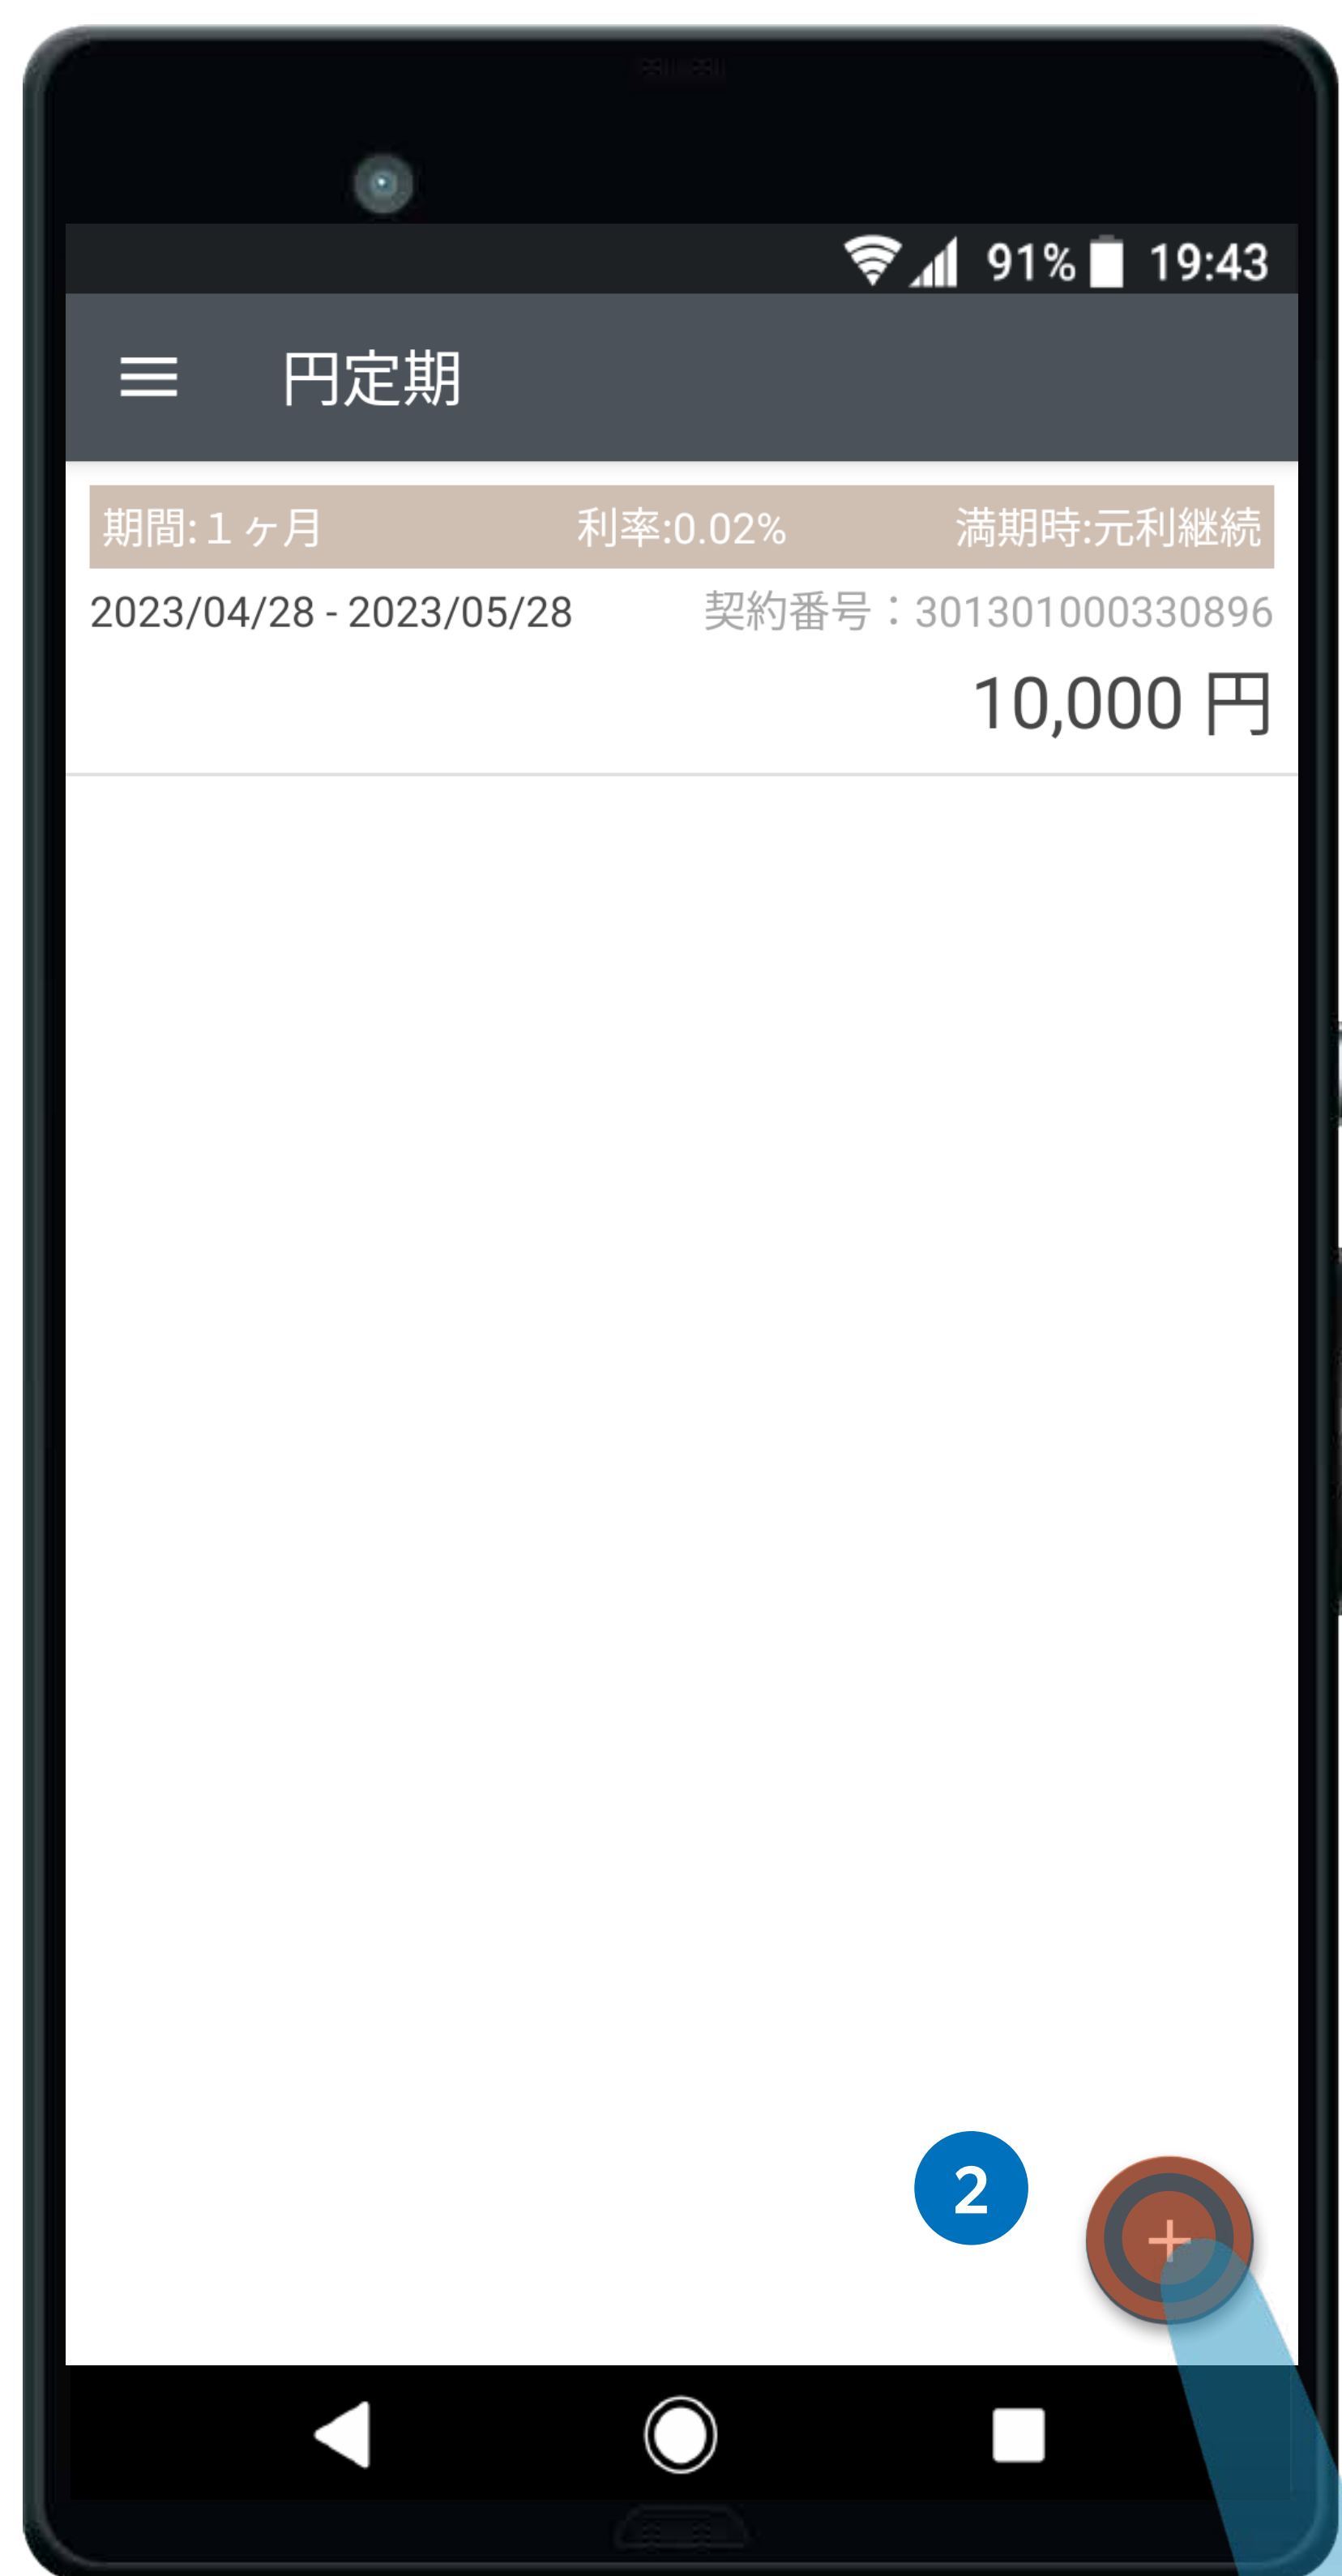 91% 19:43
円定期
期間:１ヶ月 利率:0.02% 満期時:元利継続
2023/04/28 - 2023/05/28 契約番号：301301000330896
10,000 円
2
+